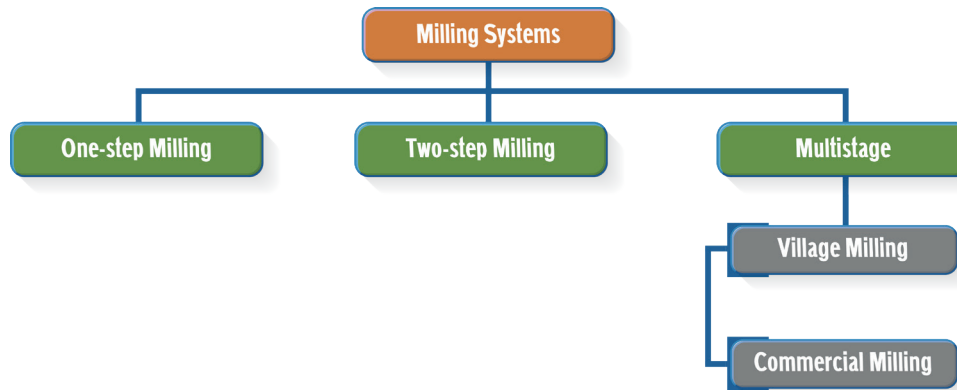 Milling Systems
One-step Milling
Two-step Milling
Multistage
Village Milling
Commercial Milling